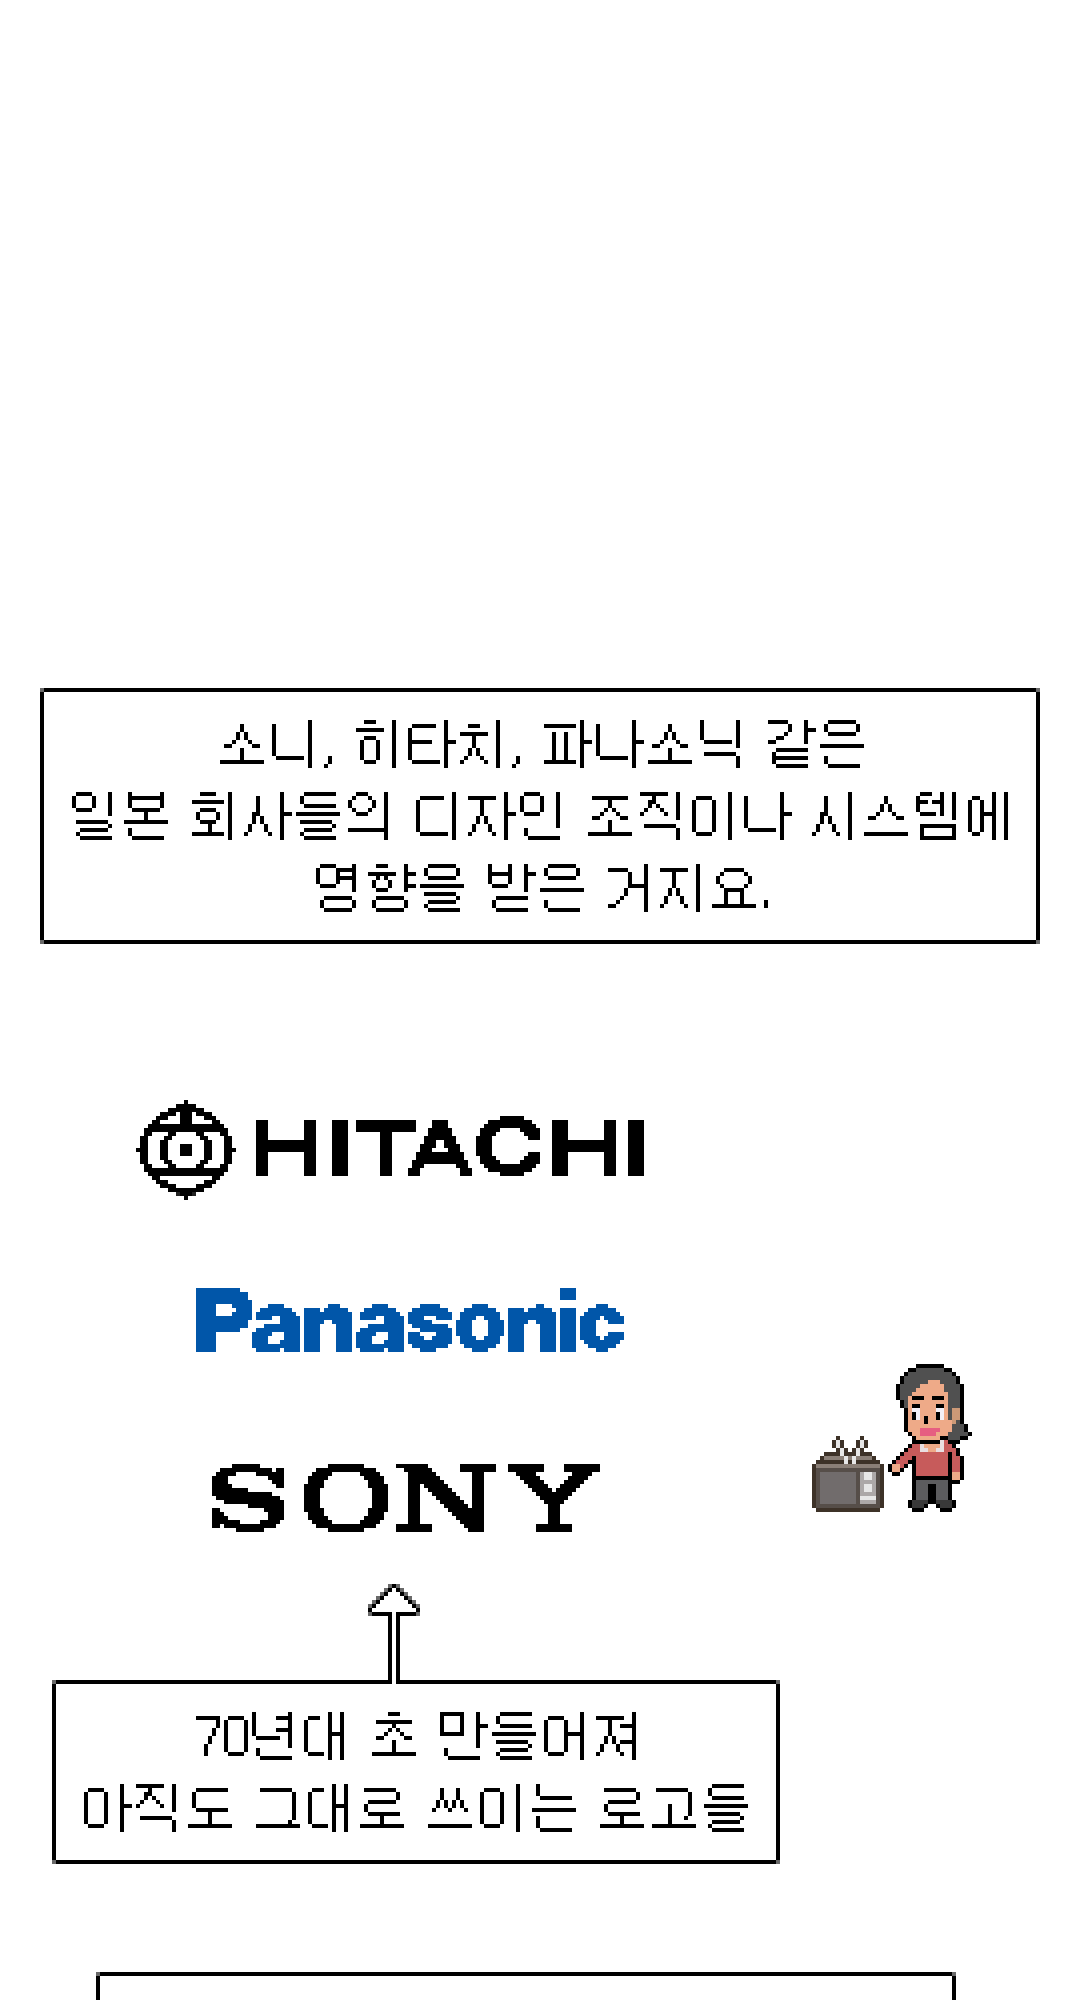 소니, 히타치, 파나소닉 같은
일본 회사들의 디자인 조직이나 시스템에
영향을 받은 거지요.
HITACHI
Panasonic
SONY
70년대 초 만들어져
아직도 그대로 쓰이는 로고들